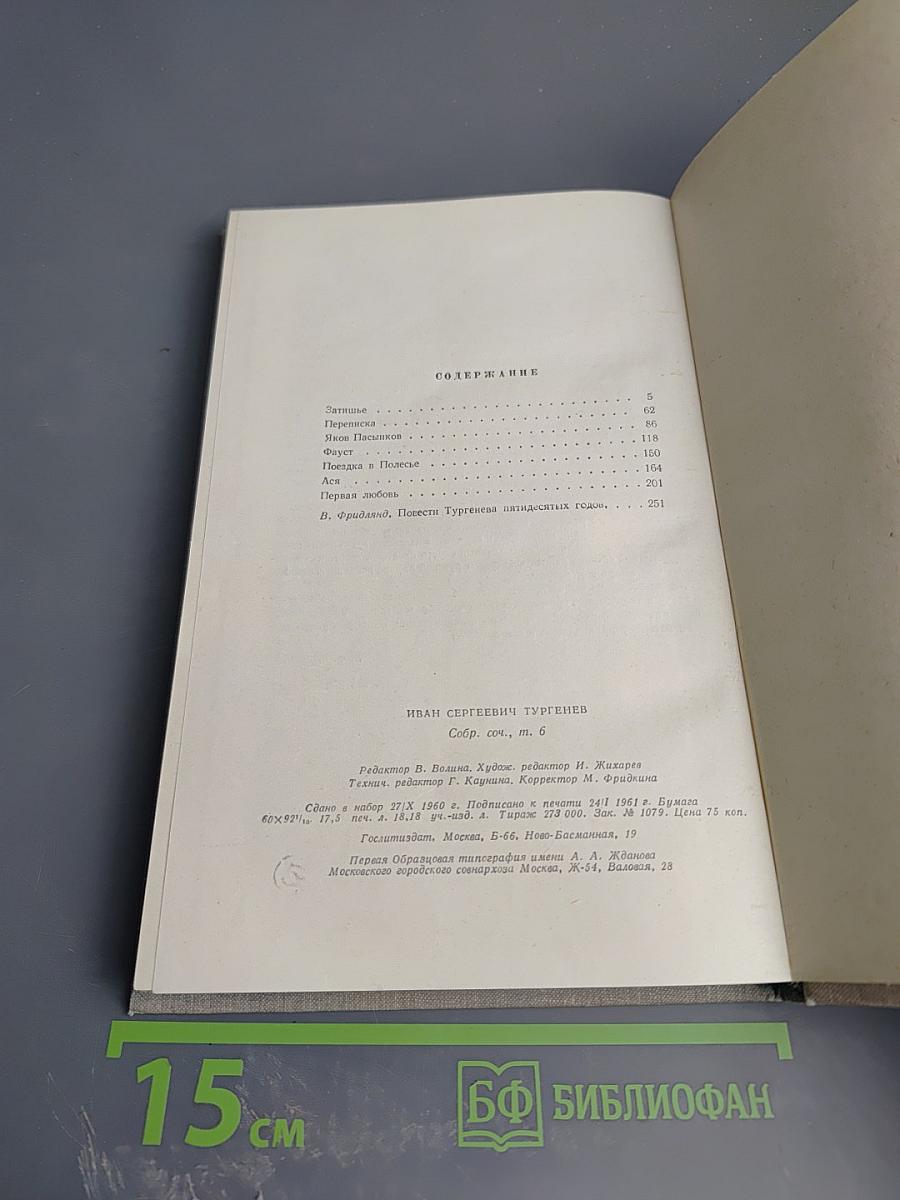 СОДЕРЖАНИЕ
Затишье . . . . . . . . . . . . . . . . . . . . . . . . 5
Переписка . . . . . . . . . . . . . . . . . . . . . . . 62
Яков Пасынков . . . . . . . . . . . . . . . . . . . . . 86
Фауст . . . . . . . . . . . . . . . . . . . . . . . . . 118
Поездка в Полесье . . . . . . . . . . . . . . . . . . . 150
Ася . . . . . . . . . . . . . . . . . . . . . . . . . . 164
Первая любовь . . . . . . . . . . . . . . . . . . . . . 201
В. Фридлянд. Повести Тургенева пятидесятых годов. . . . 251
ИВАН СЕРГЕЕВИЧ ТУРГЕНЕВ
Собр. соч., т. 6
Редактор В. Волина. Худож. редактор И. Жихарев
Технич. редактор Г. Каунина. Корректор М. Фридкина
Сдано в набор 27/X 1960 г. Подписано к печати 24/I 1961 г. Бумага
60×92¹/₁₆. 17,5 печ. л. 18,18 уч.-изд. л. Тираж 273 000. Зак. № 1079. Цена 75 коп.
Гослитиздат, Москва, Б-66, Ново-Басманная, 19
Первая Образцовая типография имени А. А. Жданова
Московского городского совнархоза Москва, Ж-54, Валовая, 28
15 см
БФ БИБЛИОФАН